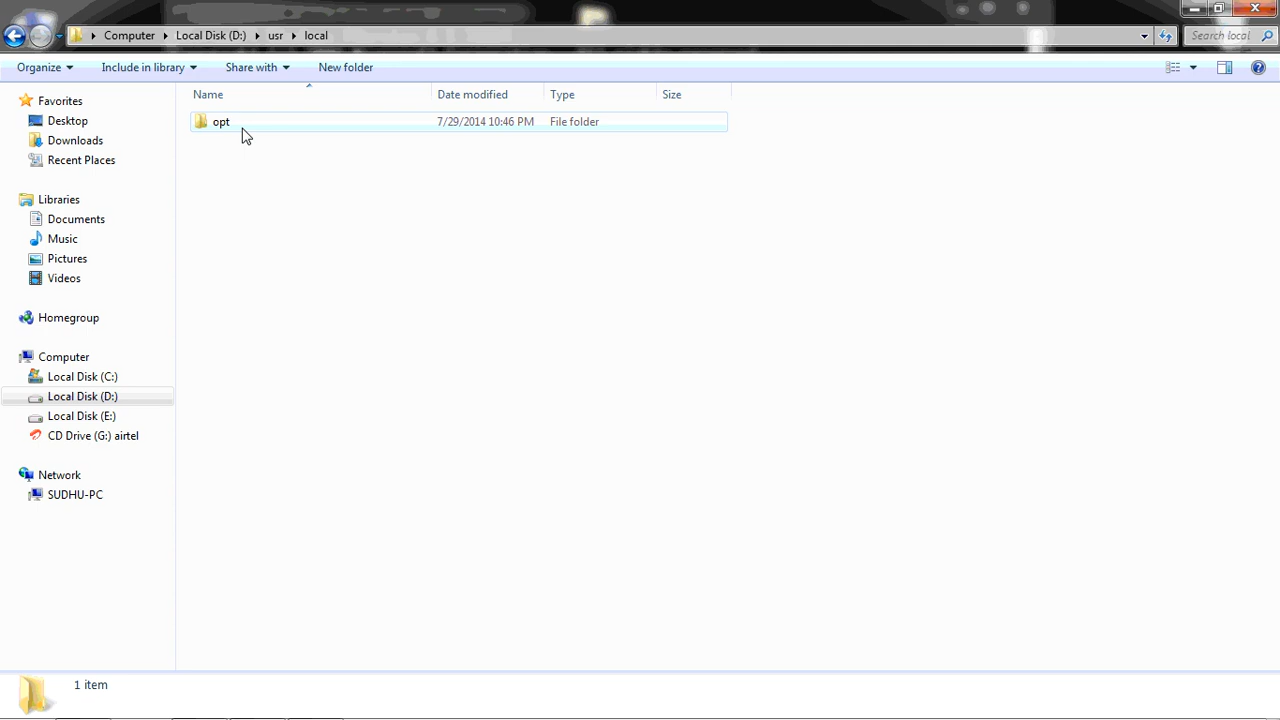 Computer Local Disk (D:) usr local Search local
Organize Include in library Share with New folder
Name Date modified Type Size
opt 7/29/2014 10:46 PM File folder
Favorites
Desktop
Downloads
Recent Places
Libraries
Documents
Music
Pictures
Videos
Homegroup
Computer
Local Disk (C:)
Local Disk (D:)
Local Disk (E:)
CD Drive (G:) airtel
Network
SUDHU-PC
1 item